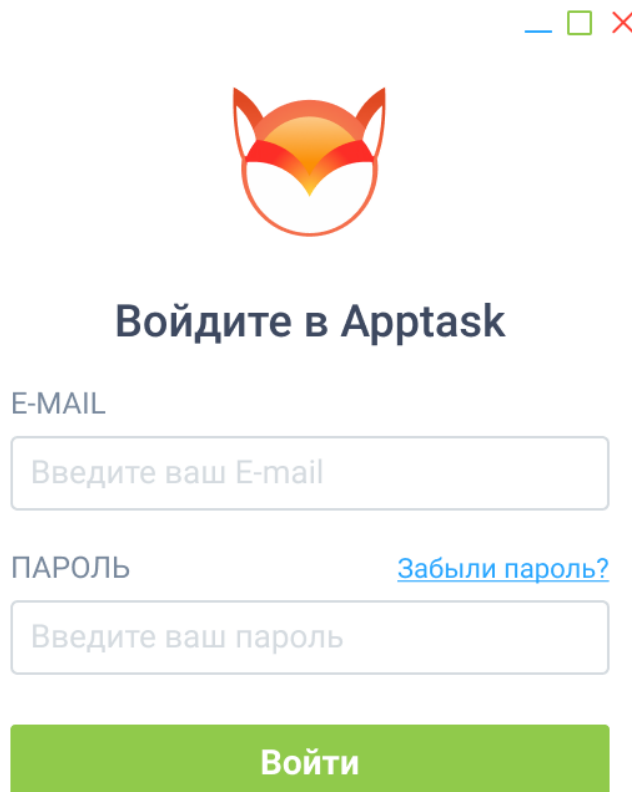 Войдите в Apptask
E-MAIL
Введите ваш E-mail
ПАРОЛЬ Забыли пароль?
Введите ваш пароль
Войти